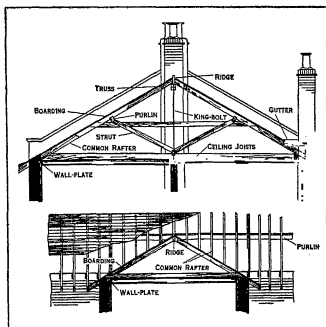 RIDGE
TRUSS
BOARDING
PURLIN
KING-BOLT
GUTTER
STRUT
COMMON RAFTER
CEILING JOISTS
WALL-PLATE
PURLIN
RIDGE
BOARDING
COMMON RAFTER
WALL-PLATE